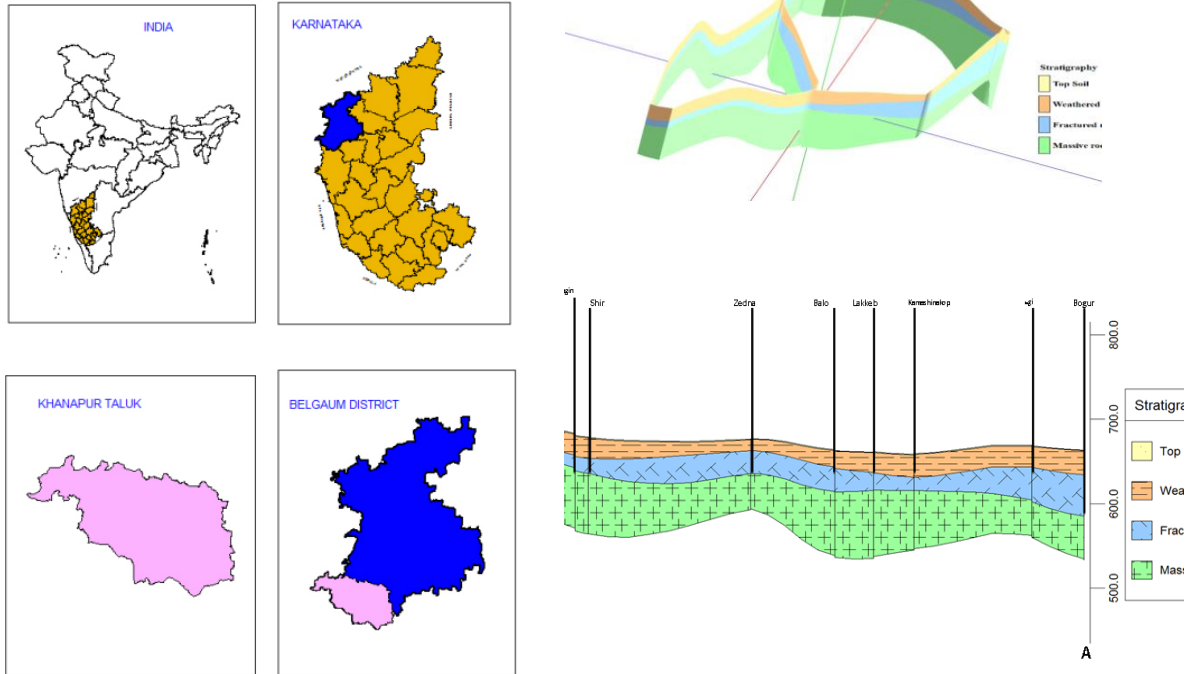 INDIA
KARNATAKA
KHANAPUR TALUK
BELGAUM DISTRICT
Stratigraphy
Top Soil
Weathered
Fractured
Massive
Shir
Zedna
Balo
Lakkeb
Bogur
800.0
700.0
600.0
500.0
A
Stratigra
Top
Wea
Frac
Mass